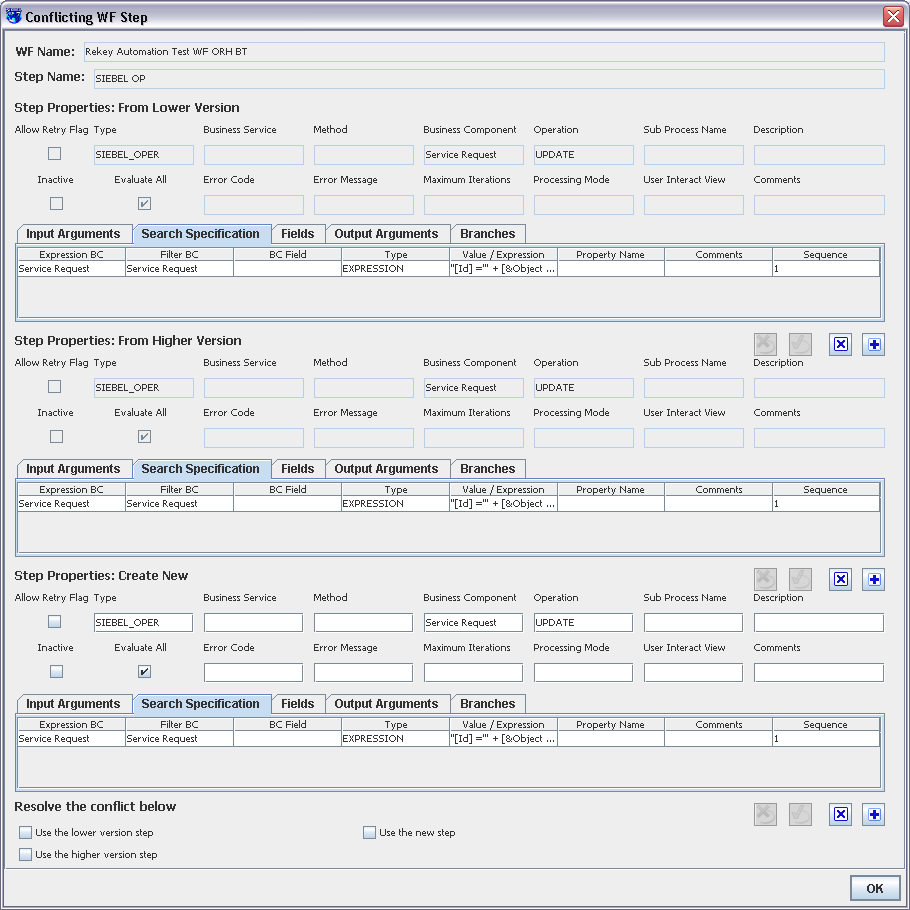 Conflicting WF Step
WF Name: Rekey Automation Test WF ORH BT
Step Name: SIEBEL OP
Step Properties: From Lower Version
Allow Retry Flag Type Business Service Method Business Component Operation Sub Process Name Description
SIEBEL_OPER Service Request UPDATE
Inactive Evaluate All Error Code Error Message Maximum Iterations Processing Mode User Interact View Comments
Input Arguments Search Specification Fields Output Arguments Branches
Expression BC Filter BC BC Field Type Value / Expression Property Name Comments Sequence
Service Request Service Request EXPRESSION "[Id] ='" + [&Object ... 1
Step Properties: From Higher Version
Allow Retry Flag Type Business Service Method Business Component Operation Sub Process Name Description
SIEBEL_OPER Service Request UPDATE
Inactive Evaluate All Error Code Error Message Maximum Iterations Processing Mode User Interact View Comments
Input Arguments Search Specification Fields Output Arguments Branches
Expression BC Filter BC BC Field Type Value / Expression Property Name Comments Sequence
Service Request Service Request EXPRESSION "[Id] ='" + [&Object ... 1
Step Properties: Create New
Allow Retry Flag Type Business Service Method Business Component Operation Sub Process Name Description
SIEBEL_OPER Service Request UPDATE
Inactive Evaluate All Error Code Error Message Maximum Iterations Processing Mode User Interact View Comments
Input Arguments Search Specification Fields Output Arguments Branches
Expression BC Filter BC BC Field Type Value / Expression Property Name Comments Sequence
Service Request Service Request EXPRESSION "[Id] ='" + [&Object ... 1
Resolve the conflict below
Use the lower version step Use the new step
Use the higher version step
OK